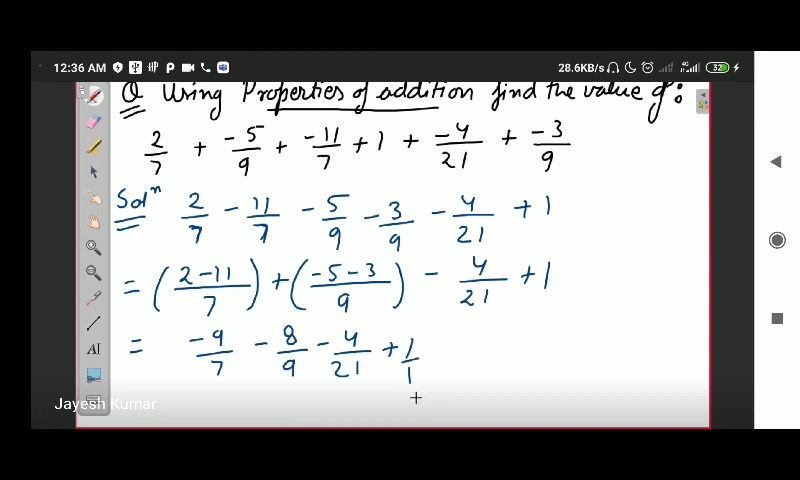 12:36 AM 28.6KB/s 4G 32
Q Using Properties of addition find the value of:
2/7 + -5/9 + -11/7 + 1 + -4/21 + -3/9
Solⁿ 2/7 - 11/7 - 5/9 - 3/9 - 4/21 + 1
= (2-11/7) + (-5-3/9) - 4/21 + 1
= -9/7 - 8/9 - 4/21 + 1/1
Jayesh Kumar